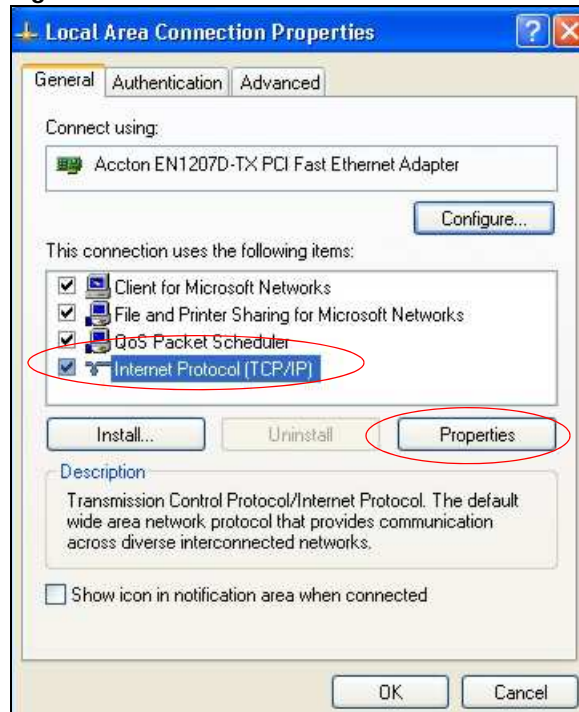 Local Area Connection Properties
General Authentication Advanced
Connect using:
Accton EN1207D-TX PCI Fast Ethernet Adapter
Configure...
This connection uses the following items:
Client for Microsoft Networks
File and Printer Sharing for Microsoft Networks
QoS Packet Scheduler
Internet Protocol (TCP/IP)
Install... Uninstall Properties
Description
Transmission Control Protocol/Internet Protocol. The default
wide area network protocol that provides communication
across diverse interconnected networks.
Show icon in notification area when connected
OK Cancel